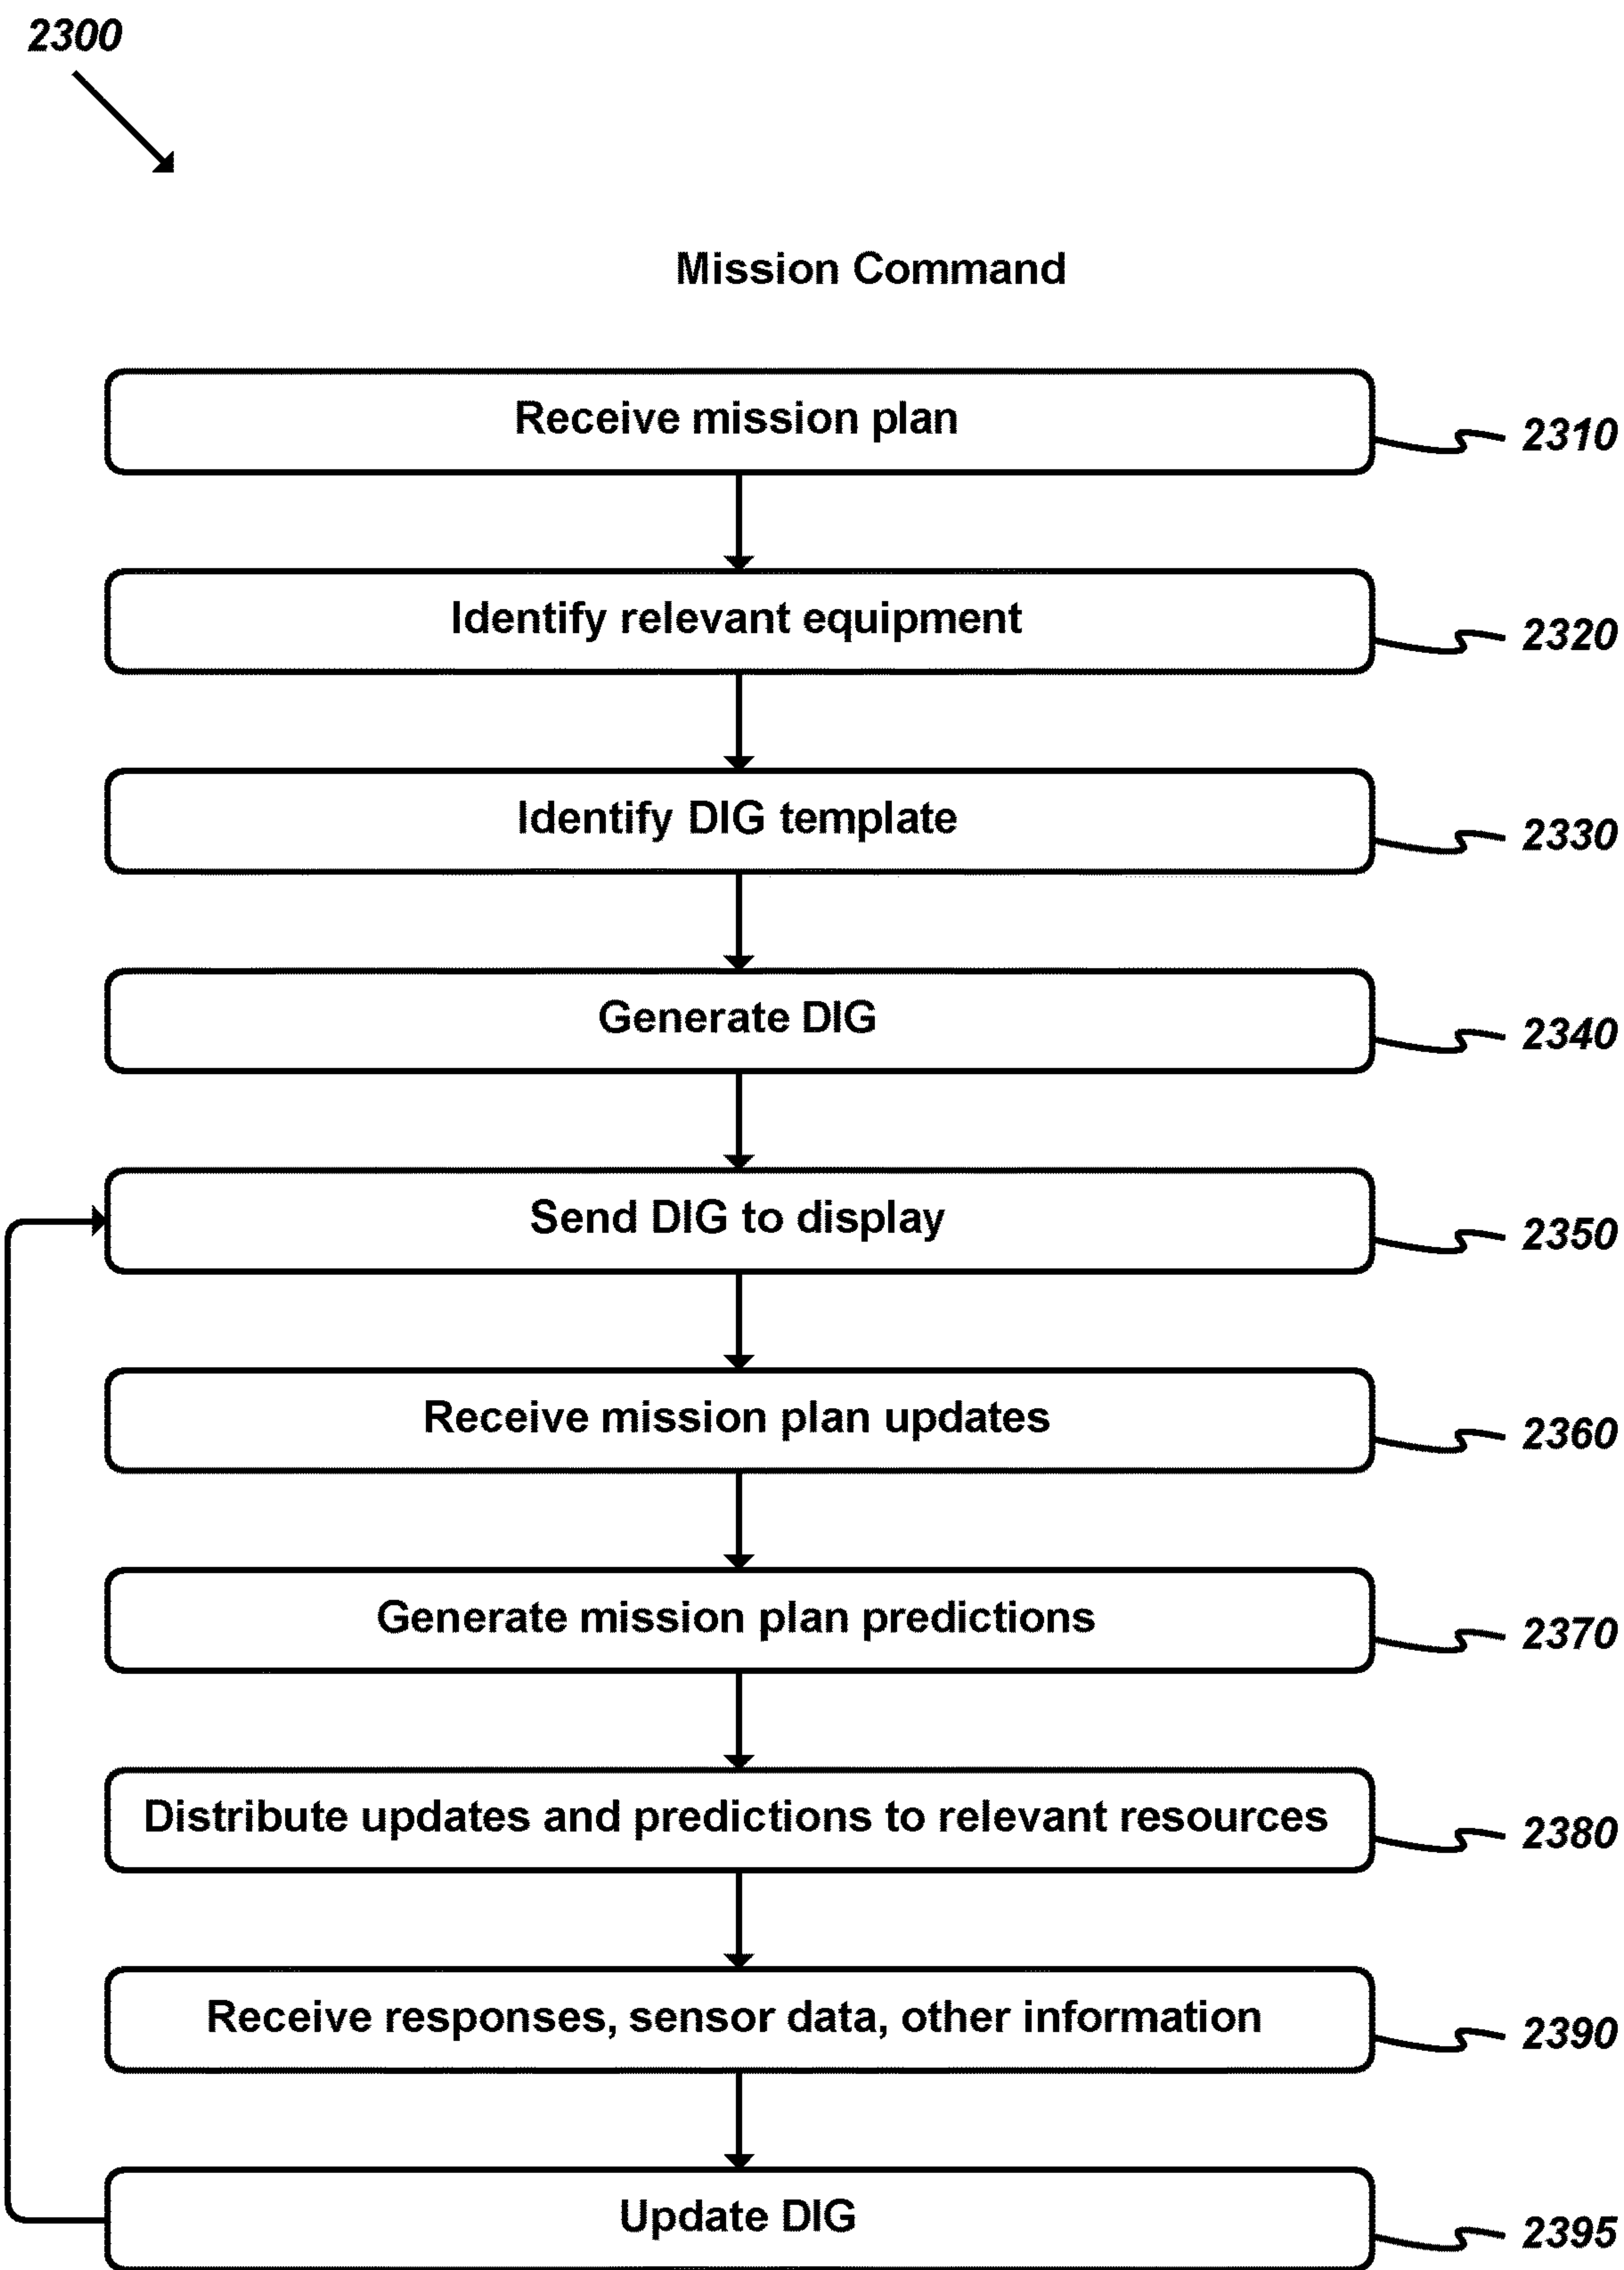 2300
Mission Command
Receive mission plan
2310
Identify relevant equipment
2320
Identify DIG template
2330
Generate DIG
2340
Send DIG to display
2350
Receive mission plan updates
2360
Generate mission plan predictions
2370
Distribute updates and predictions to relevant resources
2380
Receive responses, sensor data, other information
2390
Update DIG
2395